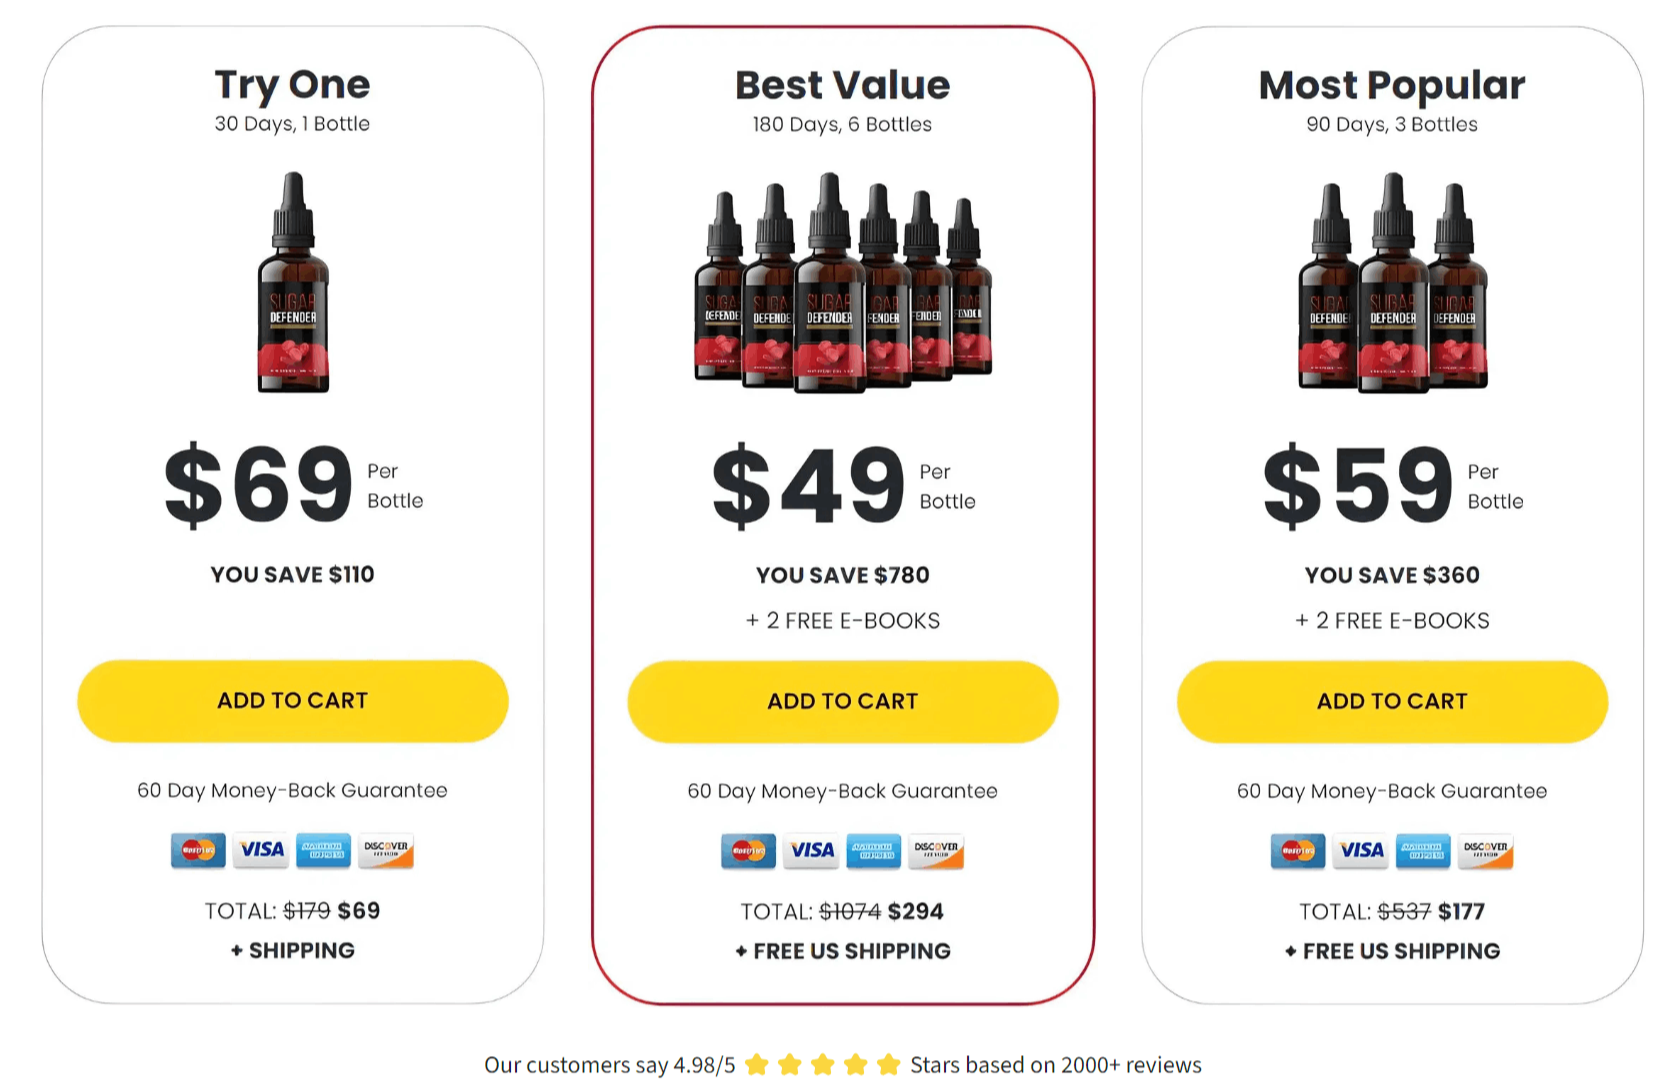 Try One
30 Days, 1 Bottle
SUGAR
DEFENDER
$69 Per
Bottle
YOU SAVE $110
ADD TO CART
60 Day Money-Back Guarantee
VISA
DISCOVER
TOTAL: $179 $69
+ SHIPPING
Best Value
180 Days, 6 Bottles
SUGAR
DEFENDER
$49 Per
Bottle
YOU SAVE $780
+ 2 FREE E-BOOKS
ADD TO CART
60 Day Money-Back Guarantee
VISA
DISCOVER
TOTAL: $1074 $294
+ FREE US SHIPPING
Most Popular
90 Days, 3 Bottles
SUGAR
DEFENDER
$59 Per
Bottle
YOU SAVE $360
+ 2 FREE E-BOOKS
ADD TO CART
60 Day Money-Back Guarantee
VISA
DISCOVER
TOTAL: $537 $177
+ FREE US SHIPPING
Our customers say 4.98/5 Stars based on 2000+ reviews